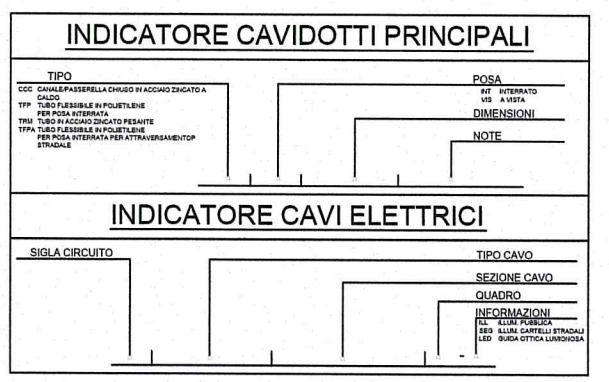 INDICATORE CAVIDOTTI PRINCIPALI
TIPO
CCC CANALE/PASSERELLA CHIUSO IN ACCIAIO ZINCATO A
CALDO
TFP TUBO FLESSIBILE IN POLIETILENE
PER POSA INTERRATA
TRM TUBO IN ACCIAIO ZINCATO PESANTE
TFPA TUBO FLESSIBILE IN POLIETILENE
PER POSA INTERRATA PER ATTRAVERSAMENTOP
STRADALE
POSA
INT INTERRATO
VIS A VISTA
DIMENSIONI
NOTE
INDICATORE CAVI ELETTRICI
SIGLA CIRCUITO
TIPO CAVO
SEZIONE CAVO
QUADRO
INFORMAZIONI
ILL ILLUM. PUBBLICA
SEG ILLUM. CARTELLI STRADALI
LED GUIDA OTTICA LUMIONOSA
-